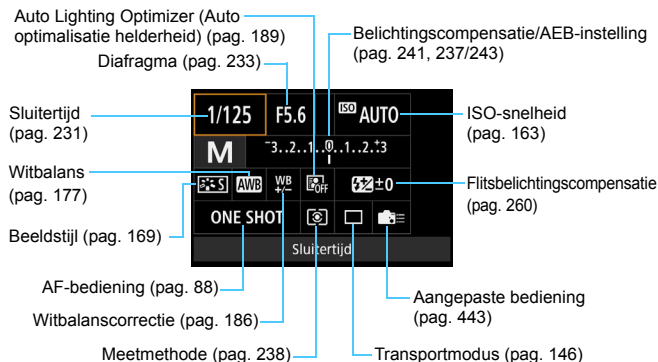 Auto Lighting Optimizer (Auto
optimalisatie helderheid) (pag. 189)
Belichtingscompensatie/AEB-instelling
(pag. 241, 237/243)
Diafragma (pag. 233)
Sluitertijd
(pag. 231)
1/125 F5.6 ISO AUTO
ISO-snelheid
(pag. 163)
M -3..2..1..0..1..2..+3
Witbalans
(pag. 177)
S AWB WB +/- OFF ±0
Flitsbelichtingscompensatie
(pag. 260)
ONE SHOT
Beeldstijl (pag. 169)
Sluitertijd
AF-bediening (pag. 88)
Aangepaste bediening
(pag. 443)
Witbalanscorrectie (pag. 186)
Meetmethode (pag. 238)
Transportmodus (pag. 146)